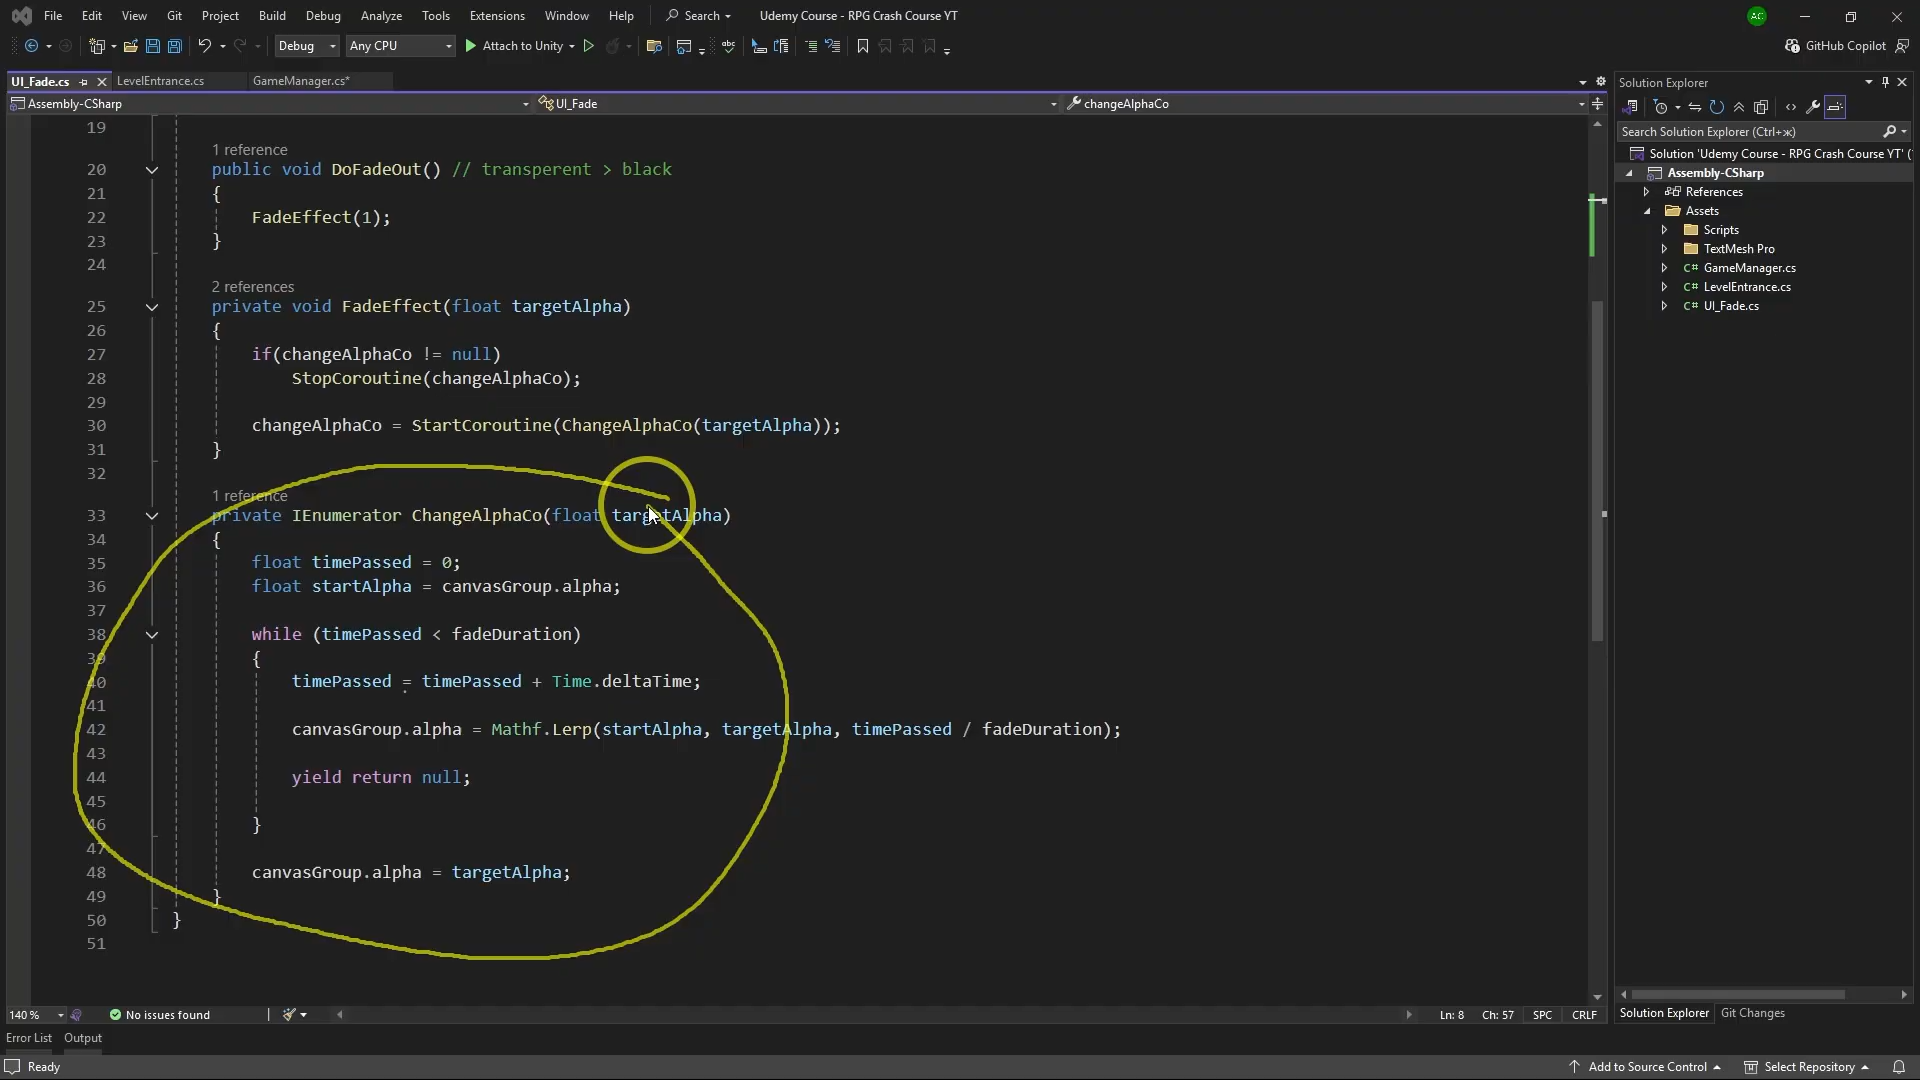 File Edit View Git Project Build Debug Analyze Tools Extensions Window Help Search Udemy Course - RPG Crash Course YT AC
Debug Any CPU Attach to Unity GitHub Copilot
UI_Fade.cs LevelEntrance.cs GameManager.cs*
Assembly-CSharp UI_Fade changeAlphaCo
19
1 reference
20 public void DoFadeOut() // transperent > black
21 {
22 FadeEffect(1);
23 }
24
2 references
25 private void FadeEffect(float targetAlpha)
26 {
27 if(changeAlphaCo != null)
28 StopCoroutine(changeAlphaCo);
29
30 changeAlphaCo = StartCoroutine(ChangeAlphaCo(targetAlpha));
31 }
32
1 reference
33 private IEnumerator ChangeAlphaCo(float targetAlpha)
34 {
35 float timePassed = 0;
36 float startAlpha = canvasGroup.alpha;
37
38 while (timePassed < fadeDuration)
39 {
40 timePassed = timePassed + Time.deltaTime;
41
42 canvasGroup.alpha = Mathf.Lerp(startAlpha, targetAlpha, timePassed / fadeDuration);
43
44 yield return null;
45
46 }
47
48 canvasGroup.alpha = targetAlpha;
49 }
50 }
51
140 % No issues found Ln: 8 Ch: 57 SPC CRLF
Error List Output
Ready Add to Source Control Select Repository
Solution Explorer
Search Solution Explorer (Ctrl+ж)
Solution 'Udemy Course - RPG Crash Course YT' (
Assembly-CSharp
References
Assets
Scripts
TextMesh Pro
C# GameManager.cs
C# LevelEntrance.cs
C# UI_Fade.cs
Solution Explorer Git Changes